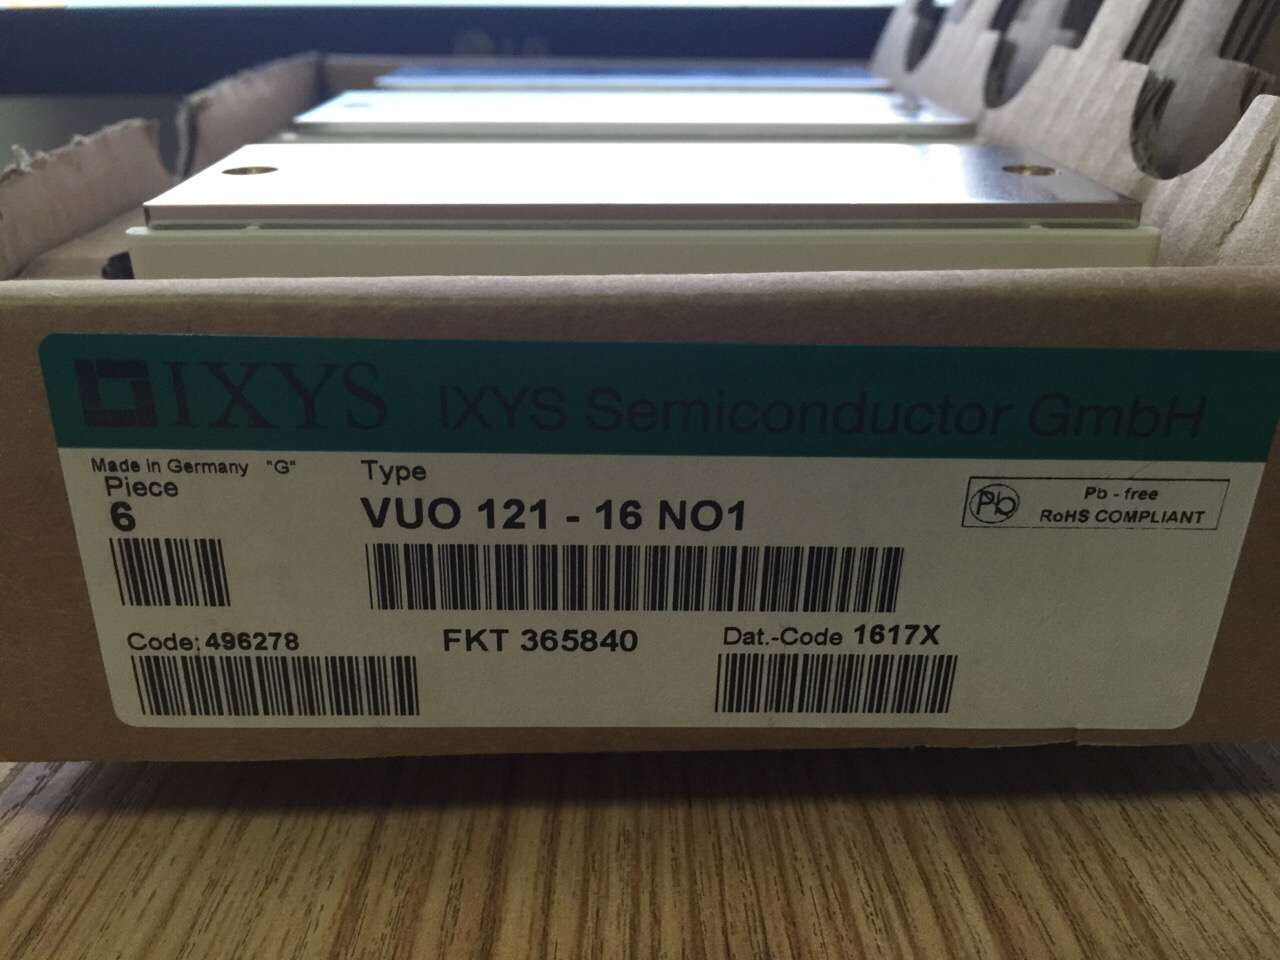 IXYS IXYS Semiconductor GmbH
Made in Germany "G"
Piece
6
Type
VUO 121 - 16 NO1
Pb
Pb - free
RoHS COMPLIANT
Code: 496278
FKT 365840
Dat.-Code 1617X